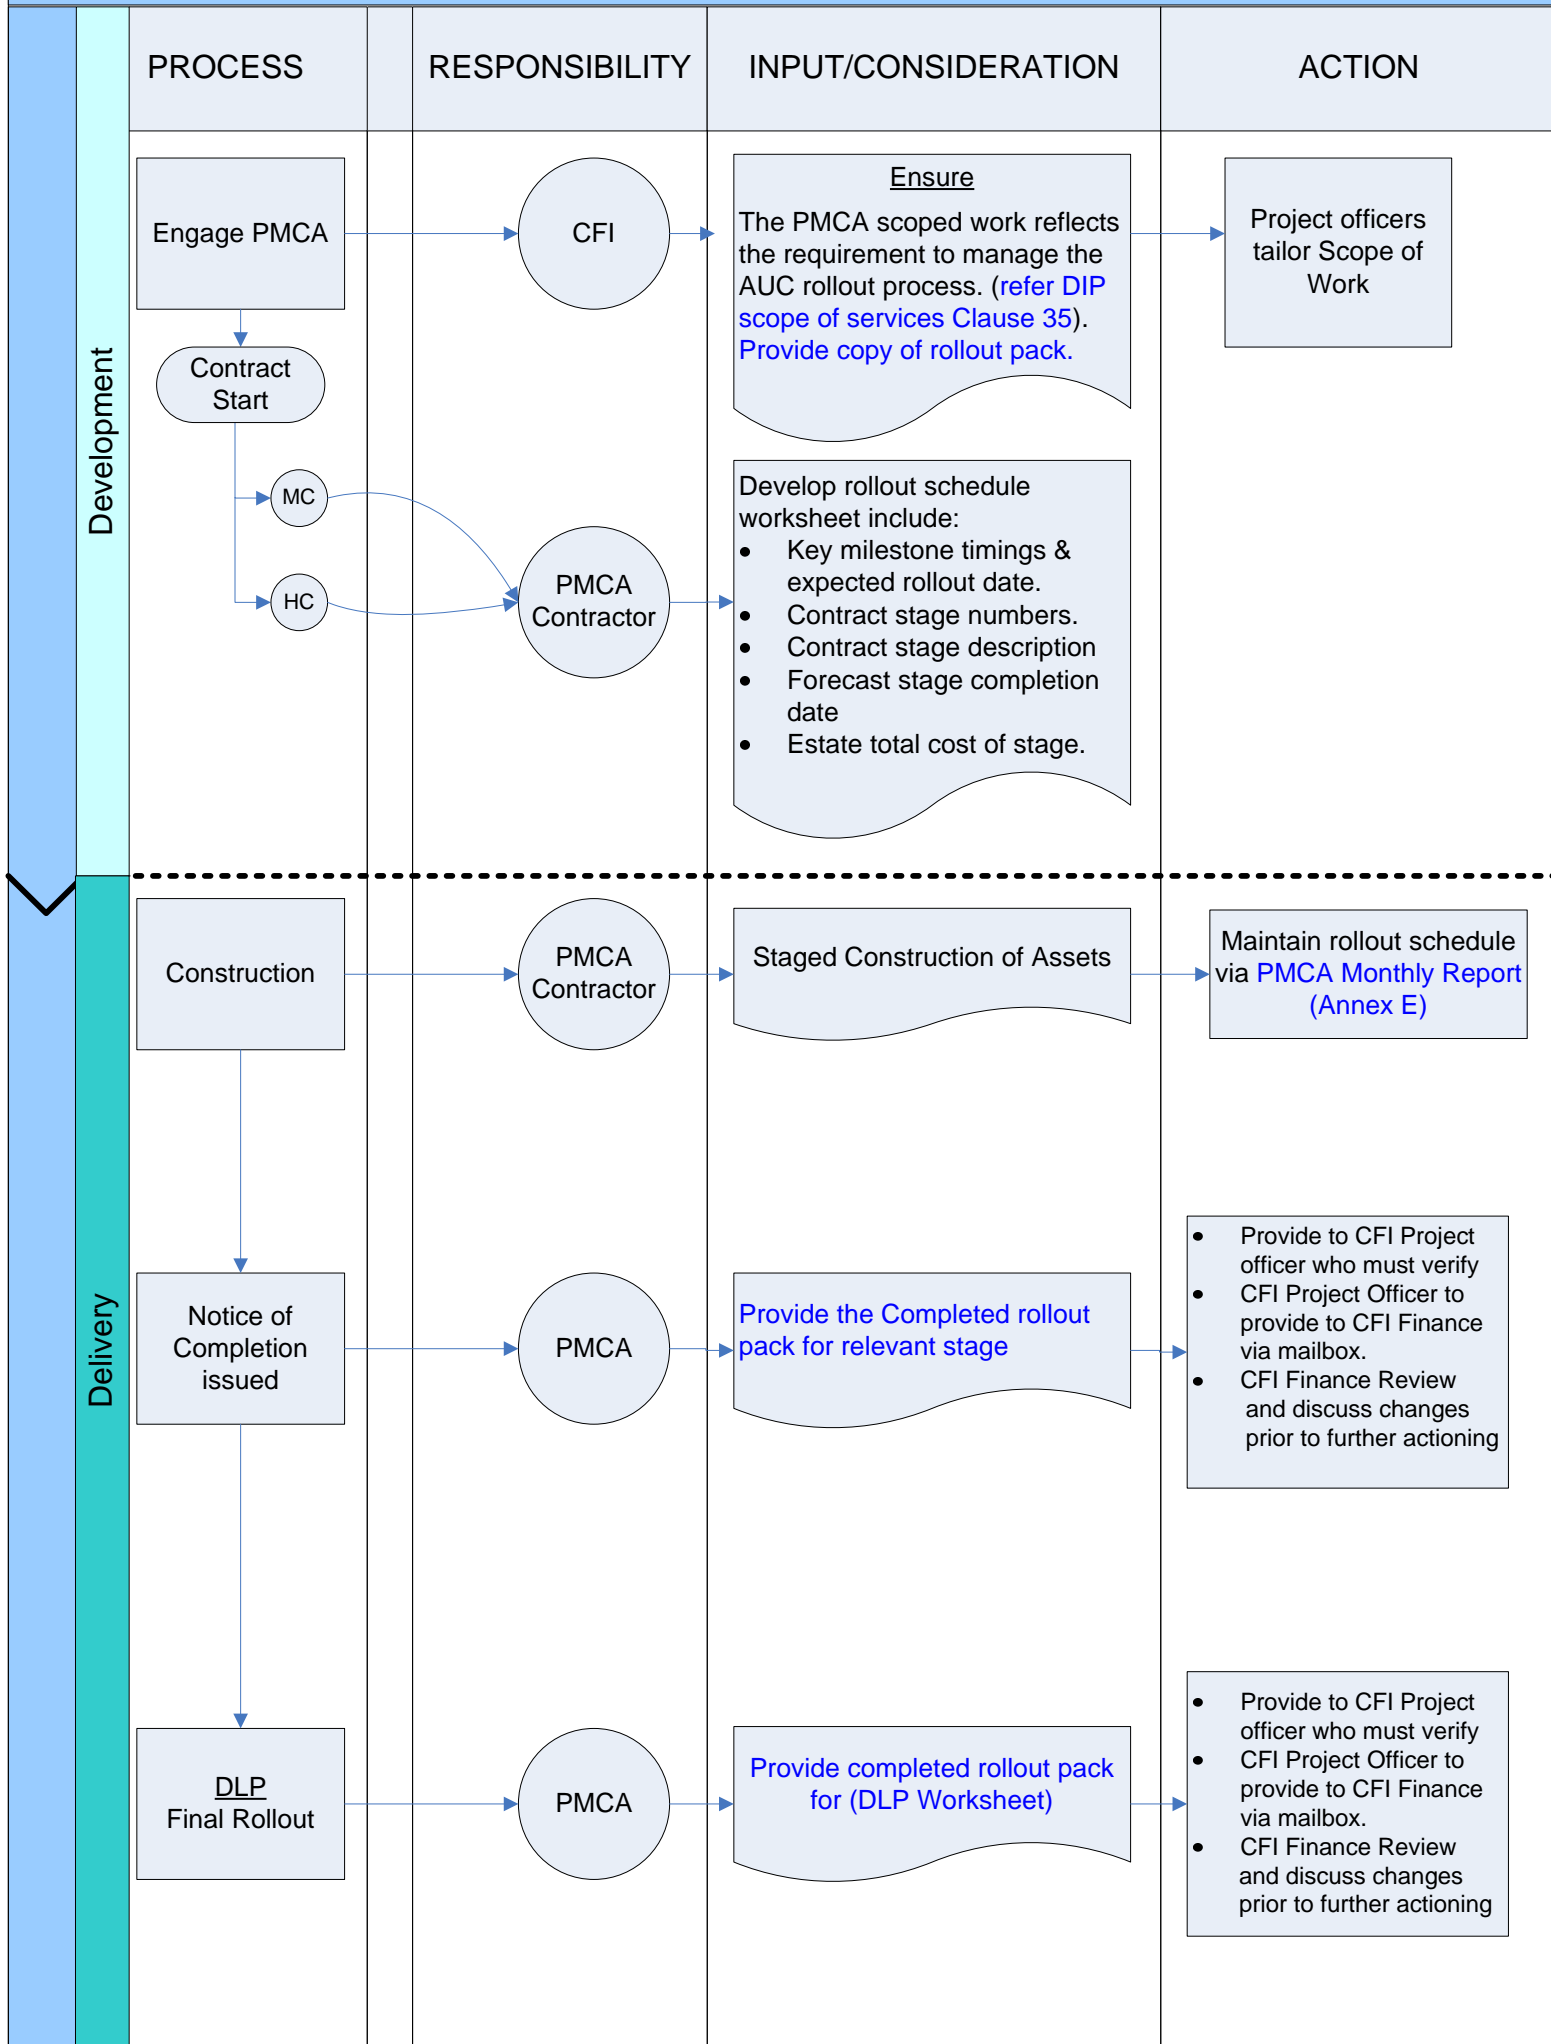 PROCESS
RESPONSIBILITY
INPUT/CONSIDERATION
ACTION
Development
Engage PMCA
CFI
Ensure
The PMCA scoped work reflects
the requirement to manage the
AUC rollout process. (refer DIP
scope of services Clause 35).
Provide copy of rollout pack.
Project officers
tailor Scope of
Work
Contract
Start
MC
HC
PMCA
Contractor
Develop rollout schedule
worksheet include:
• Key milestone timings &
expected rollout date.
• Contract stage numbers.
• Contract stage description
• Forecast stage completion
date
• Estate total cost of stage.
Delivery
Construction
PMCA
Contractor
Staged Construction of Assets
Maintain rollout schedule
via PMCA Monthly Report
(Annex E)
Notice of
Completion
issued
PMCA
Provide the Completed rollout
pack for relevant stage
• Provide to CFI Project
officer who must verify
• CFI Project Officer to
provide to CFI Finance
via mailbox.
• CFI Finance Review
and discuss changes
prior to further actioning
DLP
Final Rollout
PMCA
Provide completed rollout pack
for (DLP Worksheet)
• Provide to CFI Project
officer who must verify
• CFI Project Officer to
provide to CFI Finance
via mailbox.
• CFI Finance Review
and discuss changes
prior to further actioning